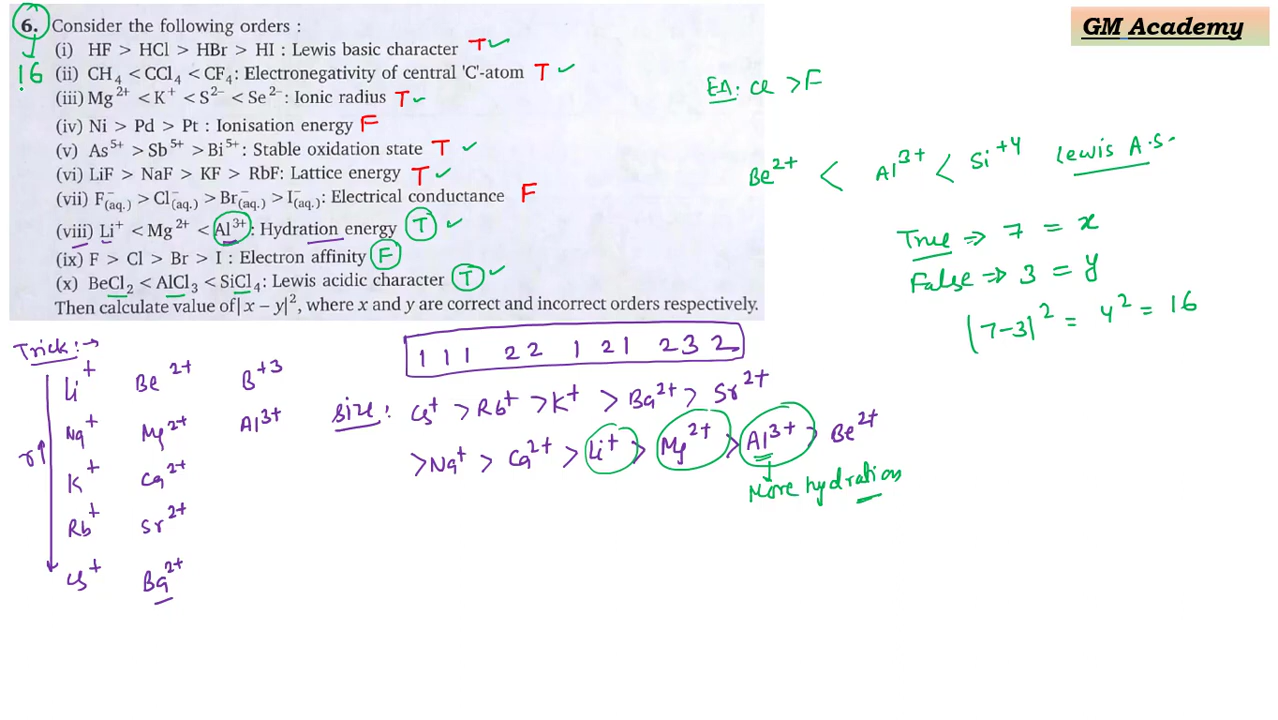 GM Academy
6. Consider the following orders :
(i) HF > HCl > HBr > HI : Lewis basic character T ✓
16 (ii) CH₄ < CCl₄ < CF₄: Electronegativity of central 'C'-atom T ✓
(iii) Mg²⁺ < K⁺ < S²⁻ < Se²⁻: Ionic radius T ✓
(iv) Ni > Pd > Pt : Ionisation energy F
(v) As⁵⁺ > Sb⁵⁺ > Bi⁵⁺: Stable oxidation state T ✓
(vi) LiF > NaF > KF > RbF: Lattice energy T ✓
(vii) F⁻(aq.) > Cl⁻(aq.) > Br⁻(aq.) > I⁻(aq.): Electrical conductance F
(viii) Li⁺ < Mg²⁺ < Al³⁺: Hydration energy T ✓
(ix) F > Cl > Br > I : Electron affinity F
(x) BeCl₂ < AlCl₃ < SiCl₄: Lewis acidic character T ✓
Then calculate value of |x − y|², where x and y are correct and incorrect orders respectively.
EA: Cl > F
Be²⁺ < Al³⁺ < Si⁺⁴ Lewis A.S.
True ⇒ 7 = x
False ⇒ 3 = y
|7-3|² = 4² = 16
Trick:→
1 1 1 2 2 1 2 1 2 3 2
Li⁺ Be²⁺ B⁺³
Na⁺ Mg²⁺ Al³⁺
r↑
K⁺ Ca²⁺
Rb⁺ Sr²⁺
Cs⁺ Ba²⁺
size: Cs⁺ > Rb⁺ > K⁺ > Ba²⁺ > Sr²⁺
> Na⁺ > Ca²⁺ > Li⁺ > Mg²⁺ > Al³⁺ > Be²⁺
More hydration